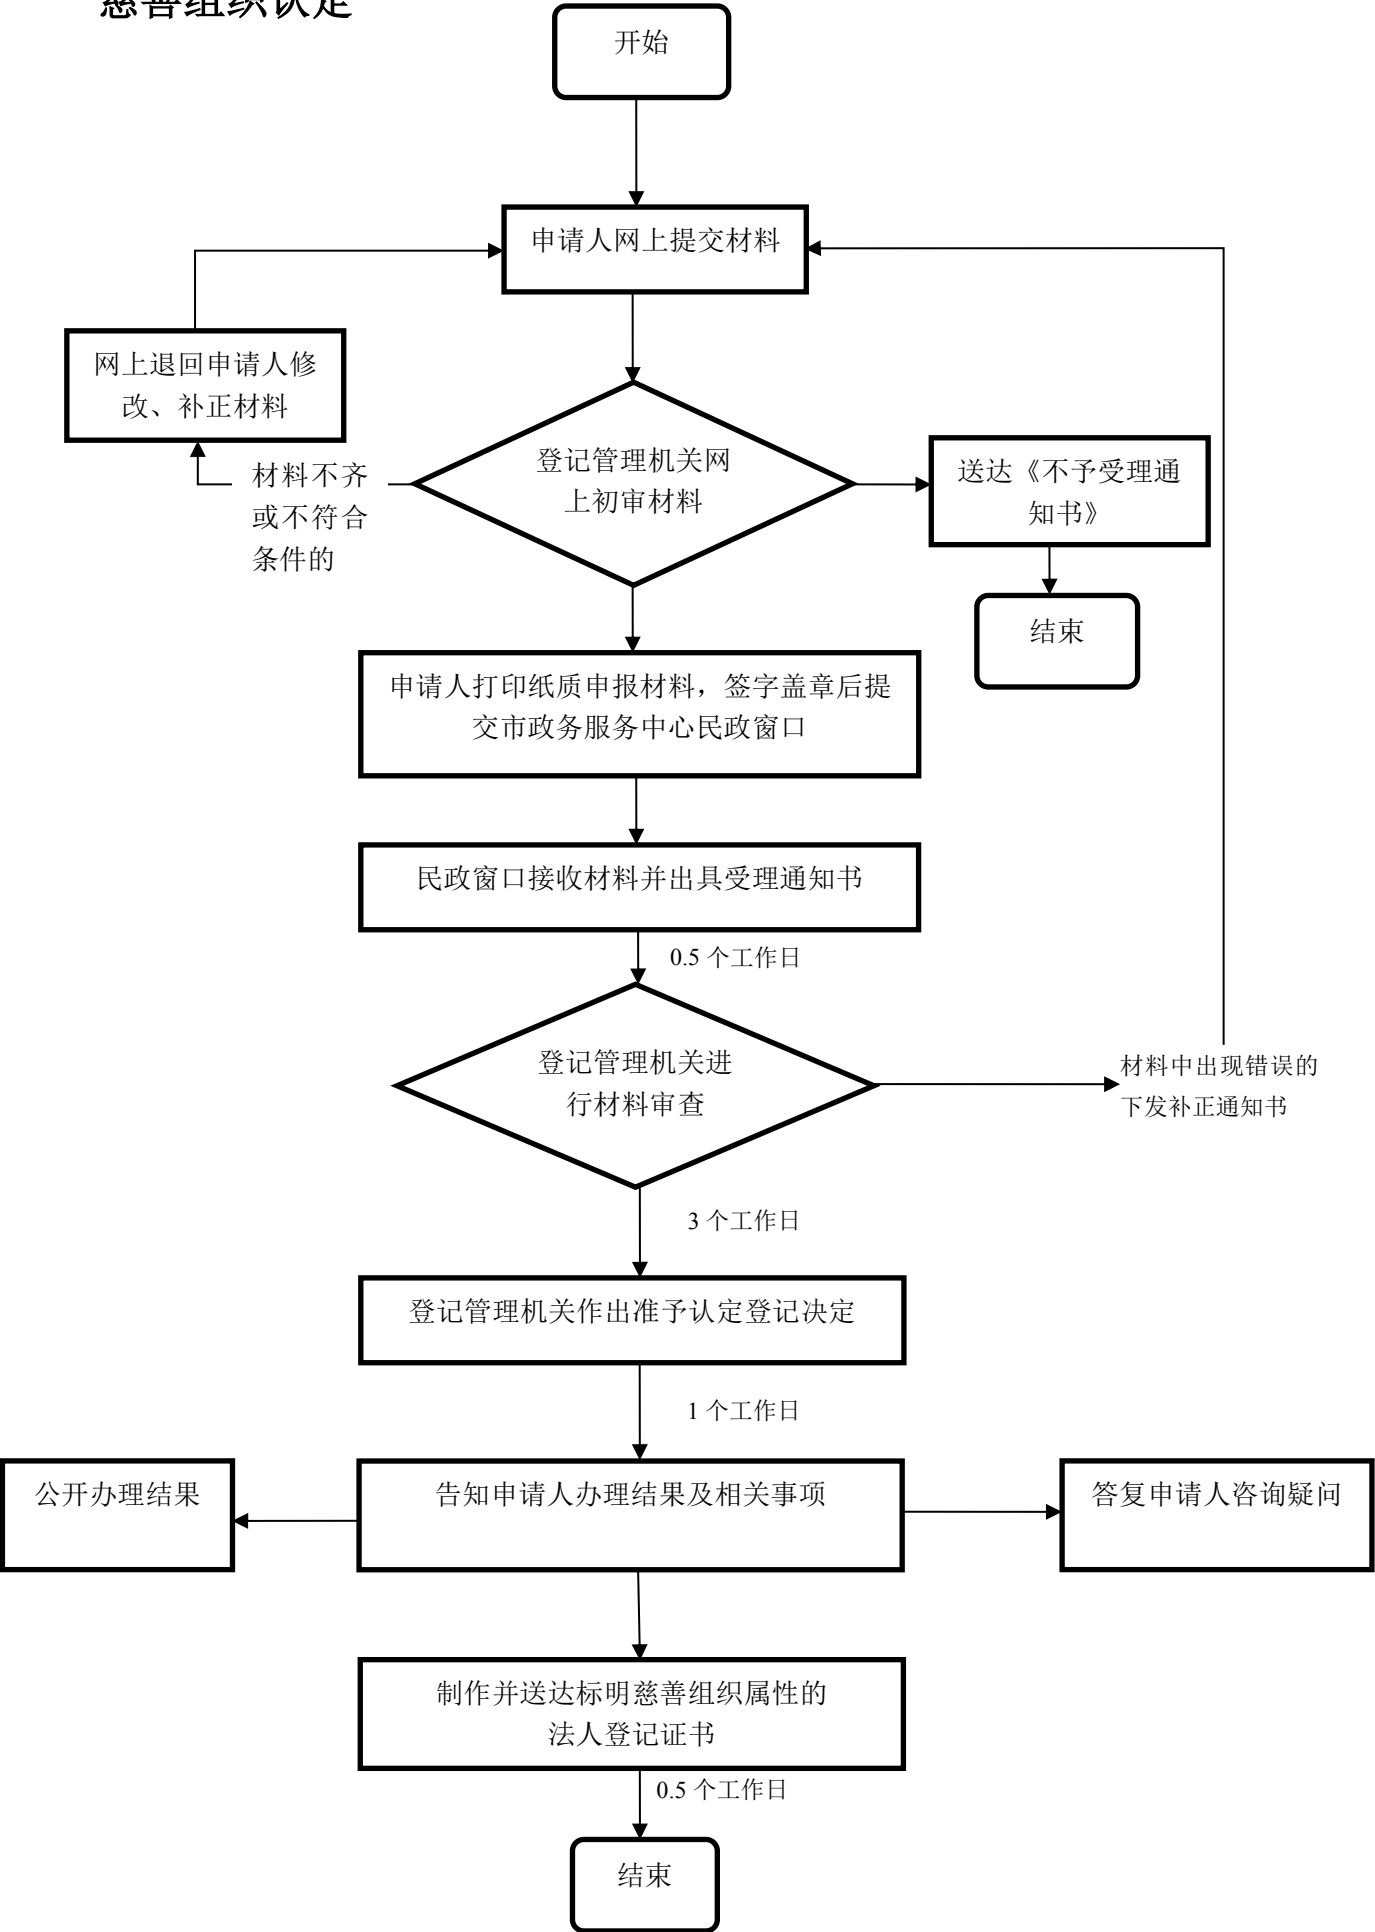 慈善组织认定
开始
申请人网上提交材料
网上退回申请人修
改、补正材料
材料不齐
或不符合
条件的
登记管理机关网
上初审材料
送达《不予受理通
知书》
结束
申请人打印纸质申报材料，签字盖章后提
交市政务服务中心民政窗口
民政窗口接收材料并出具受理通知书
0.5 个工作日
登记管理机关进
行材料审查
材料中出现错误的
下发补正通知书
3 个工作日
登记管理机关作出准予认定登记决定
1 个工作日
公开办理结果
告知申请人办理结果及相关事项
答复申请人咨询疑问
制作并送达标明慈善组织属性的
法人登记证书
0.5 个工作日
结束